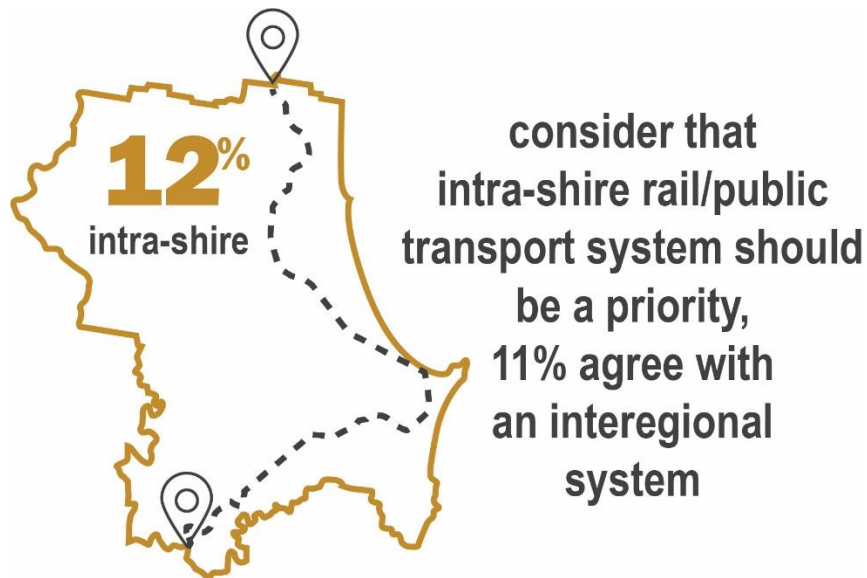 12%
intra-shire
consider that
intra-shire rail/public
transport system should
be a priority,
11% agree with
an interegional
system